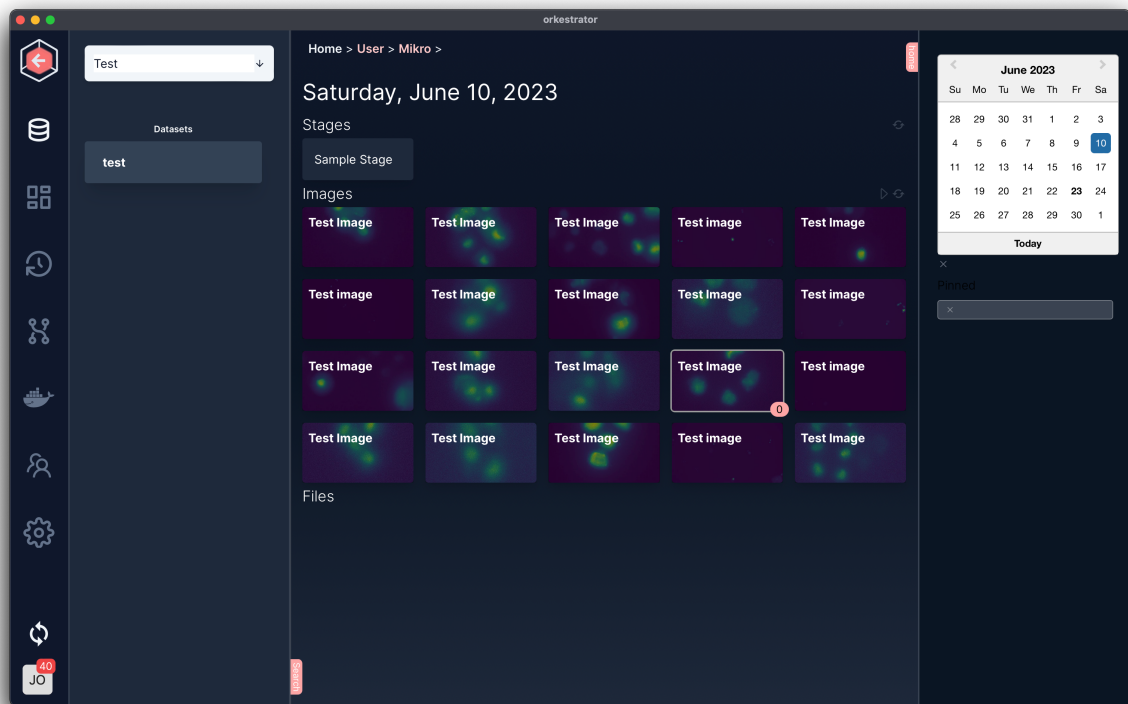 orkestrator
Test
Datasets
test
40
JO
Home > User > Mikro >
home
Saturday, June 10, 2023
Stages
Sample Stage
Images
Test Image Test Image Test Image Test image Test Image
Test image Test Image Test Image Test Image Test image
Test Image Test Image Test Image Test Image Test image
0
Test Image Test Image Test Image Test image Test Image
Files
Search
June 2023
Su Mo Tu We Th Fr Sa
28 29 30 31 1 2 3
4 5 6 7 8 9 10
11 12 13 14 15 16 17
18 19 20 21 22 23 24
25 26 27 28 29 30 1
Today
Pinned